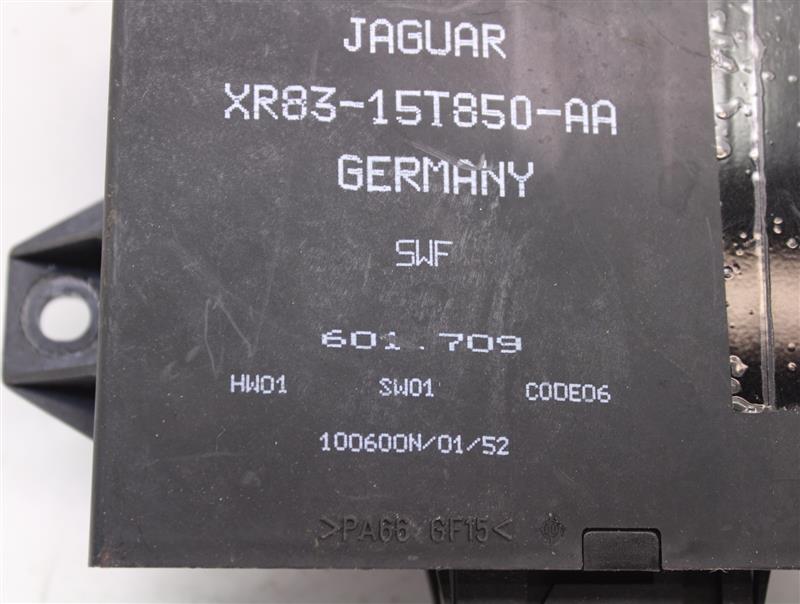 JAGUAR
XR83-15T850-AA
GERMANY
SWF
601.709
HW01 SW01 CODE06
100600N/01/52
>PA66 GF15<